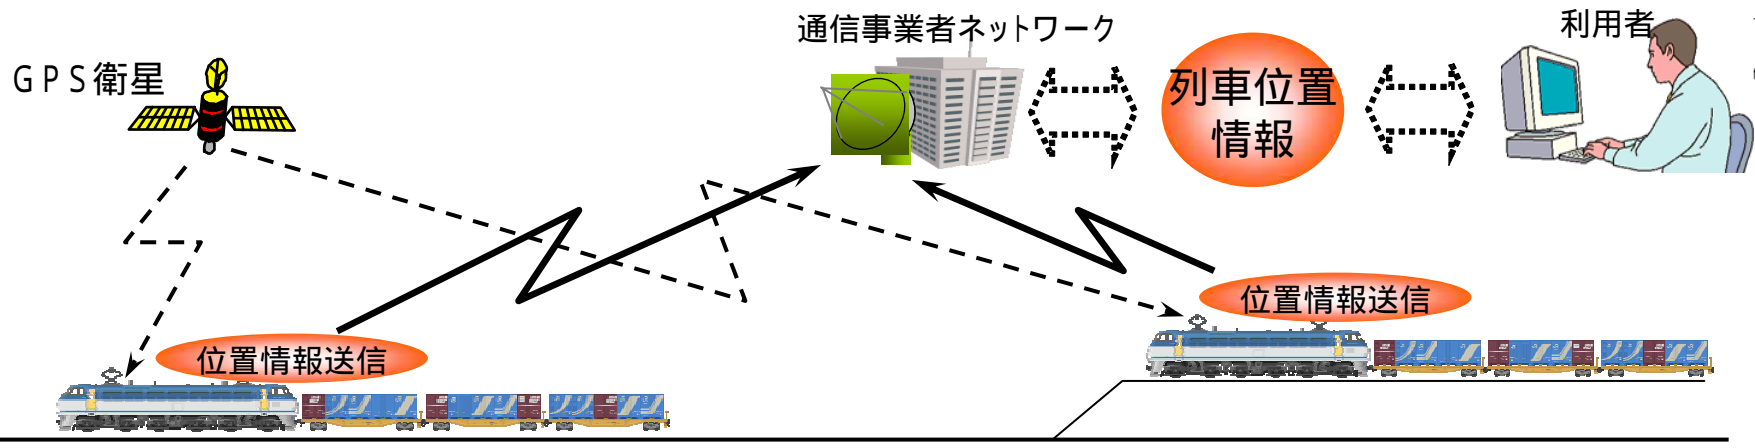 通信事業者ネットワーク
利用者
GPS衛星
列車位置
情報
位置情報送信
位置情報送信